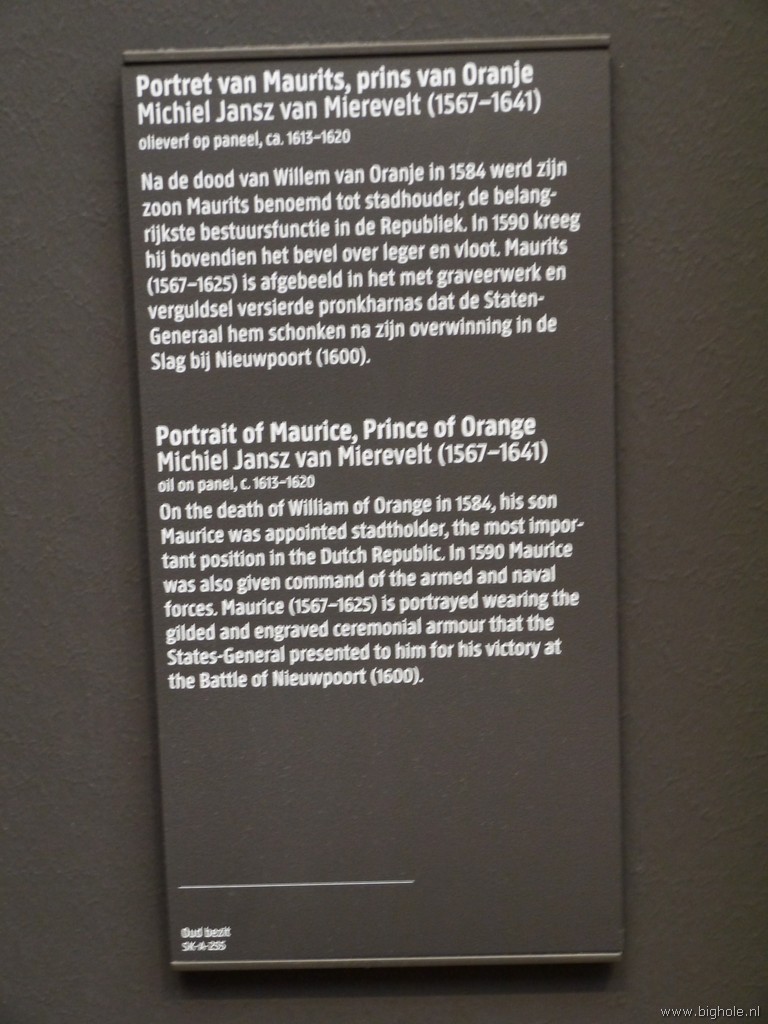 Portret van Maurits, prins van Oranje
Michiel Jansz van Mierevelt (1567–1641)
olieverf op paneel, ca. 1613–1620
Na de dood van Willem van Oranje in 1584 werd zijn
zoon Maurits benoemd tot stadhouder, de belang-
rijkste bestuursfunctie in de Republiek. In 1590 kreeg
hij bovendien het bevel over leger en vloot. Maurits
(1567–1625) is afgebeeld in het met graveerwerk en
verguldsel versierde pronkharnas dat de Staten-
Generaal hem schonken na zijn overwinning in de
Slag bij Nieuwpoort (1600).
Portrait of Maurice, Prince of Orange
Michiel Jansz van Mierevelt (1567–1641)
oil on panel, c. 1613–1620
On the death of William of Orange in 1584, his son
Maurice was appointed stadtholder, the most impor-
tant position in the Dutch Republic. In 1590 Maurice
was also given command of the armed and naval
forces. Maurice (1567–1625) is portrayed wearing the
gilded and engraved ceremonial armour that the
States-General presented to him for his victory at
the Battle of Nieuwpoort (1600).
Oud bezit
SK-A-255
www.bighole.nl